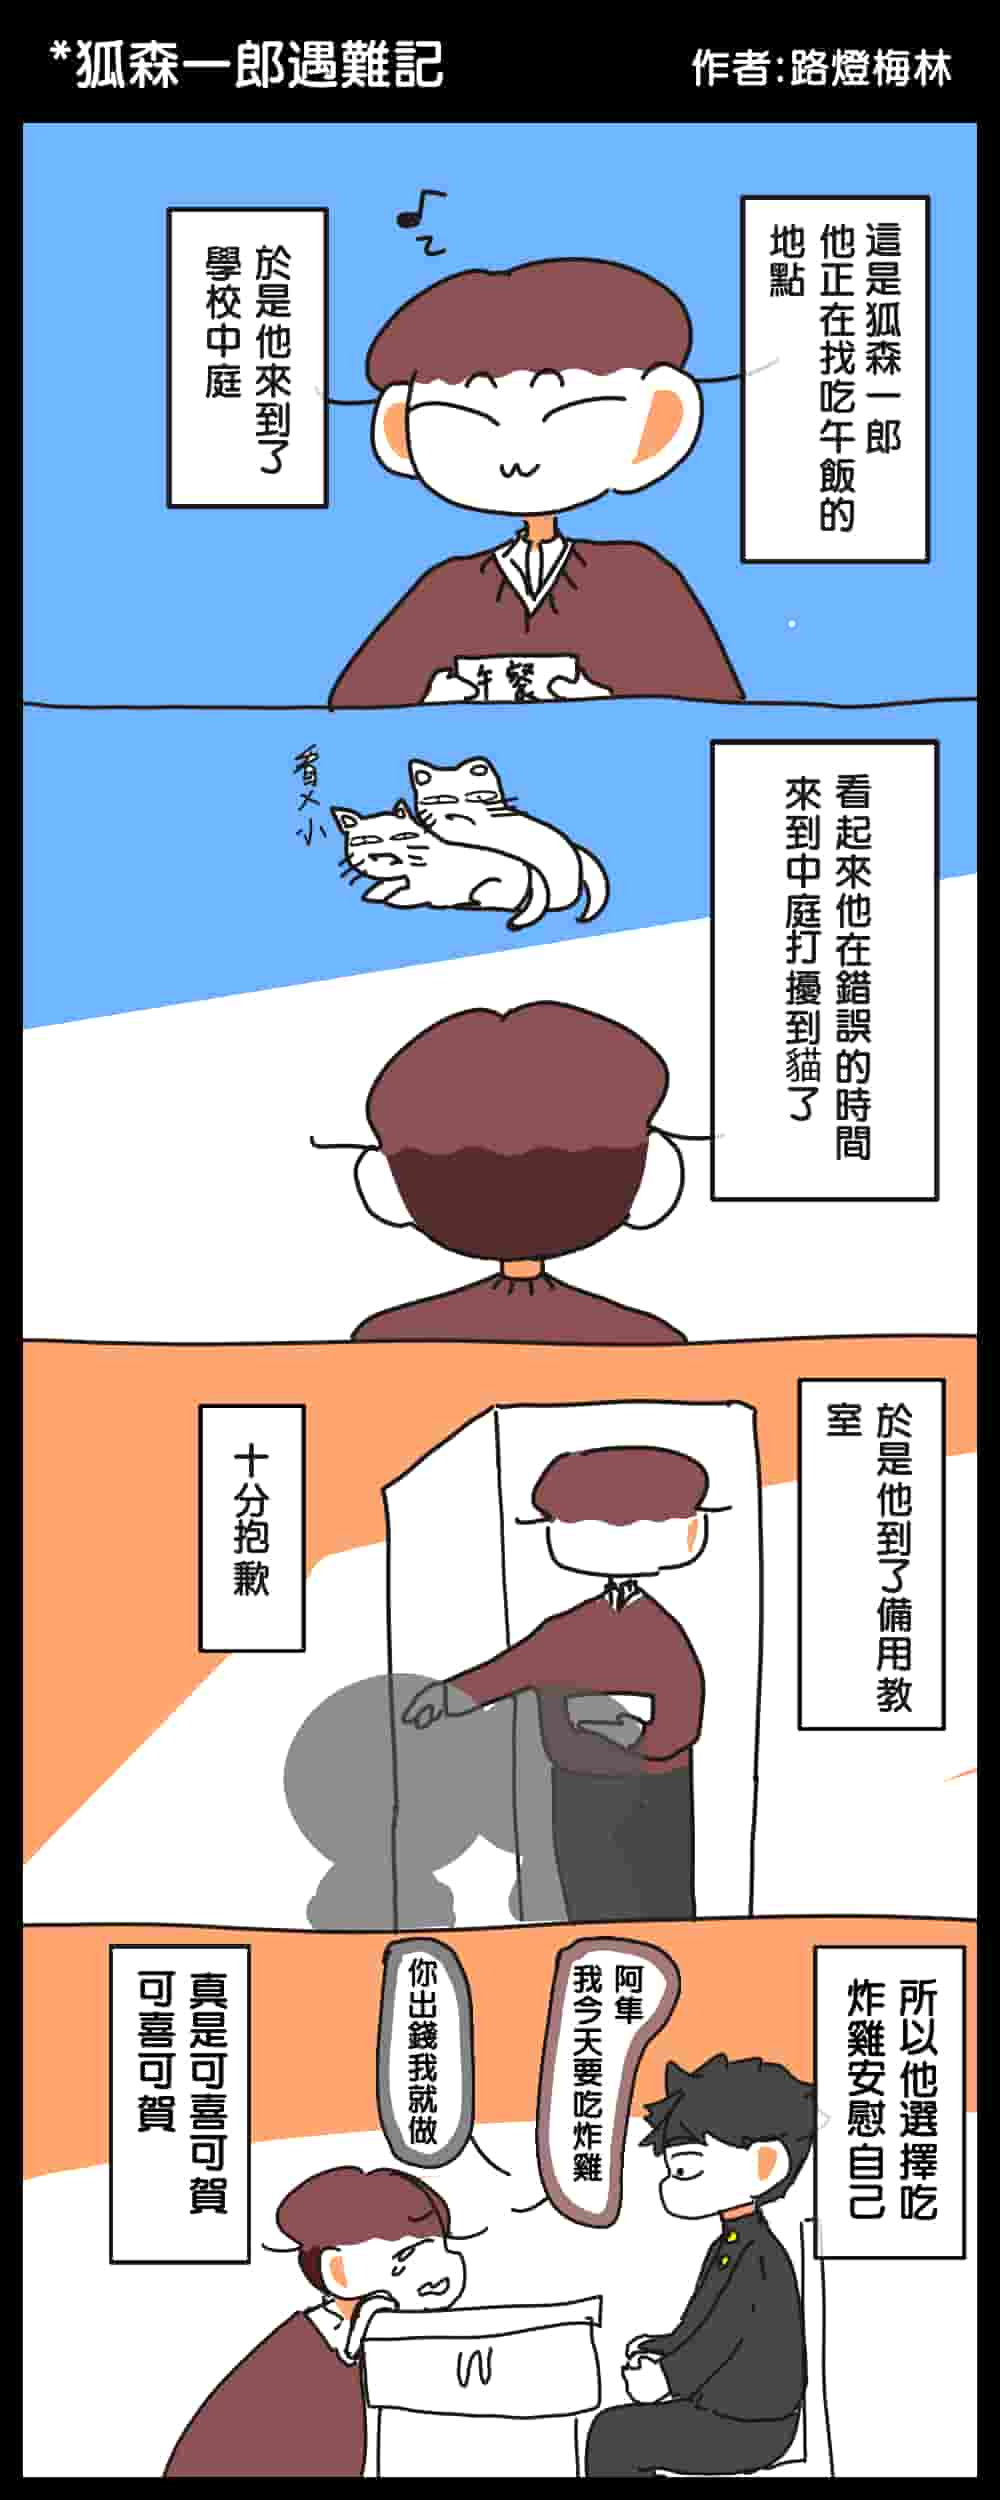 *狐森一郎遇難記
作者:路燈梅林
這是狐森一郎
他正在找吃午飯的
地點
於是他來到了
學校中庭
午餐
看起來他在錯誤的時間
來到中庭打擾到貓了
看三小
於是他到了備用教
室
十分抱歉
所以他選擇吃
炸雞安慰自己
阿隼
我今天要吃炸雞
你出錢我就做
真是可喜可賀
可喜可賀